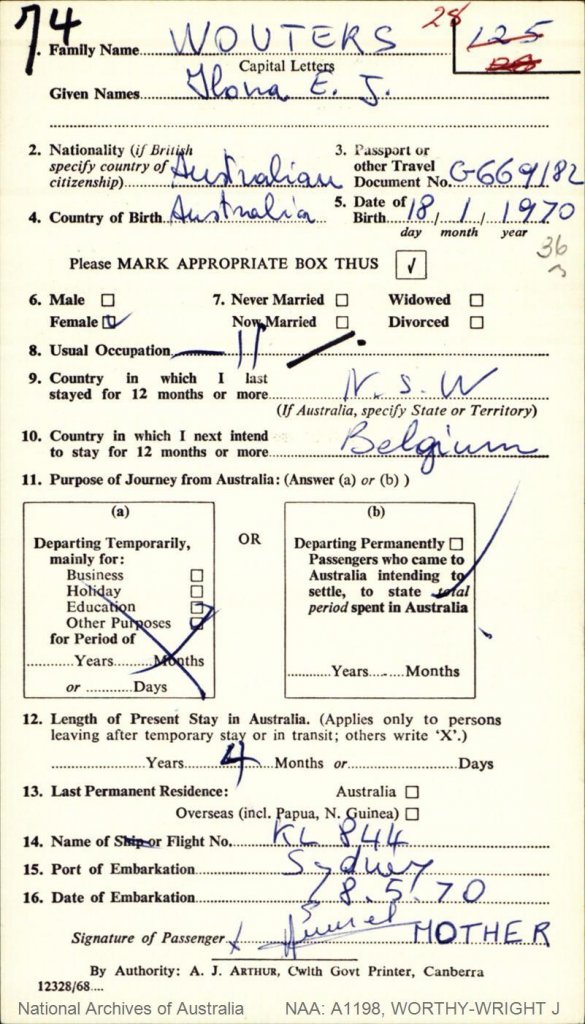 74
28
125
1. Family Name WOUTERS
Capital Letters
Given Names Ilona E. J.
2. Nationality (if British specify country of citizenship) Australian
3. Passport or other Travel Document No. G669182
4. Country of Birth Australia
5. Date of Birth 18 / 1 / 1970
day month year
36
Please MARK APPROPRIATE BOX THUS √
6. Male □ 7. Never Married □ Widowed □
Female ☑ Now Married □ Divorced □
8. Usual Occupation — 11
9. Country in which I last
stayed for 12 months or more N.S.W
(If Australia, specify State or Territory)
10. Country in which I next intend
to stay for 12 months or more Belgium
11. Purpose of Journey from Australia: (Answer (a) or (b) )
(a)
Departing Temporarily,
mainly for:
Business □
Holiday □
Education □
Other Purposes □
for Period of
Years Months
or Days
OR
(b)
Departing Permanently □
Passengers who came to
Australia intending to
settle, to state total
period spent in Australia
Years Months
12. Length of Present Stay in Australia. (Applies only to persons
leaving after temporary stay or in transit; others write ‘X’.)
Years 4 Months or Days
13. Last Permanent Residence: Australia □
Overseas (incl. Papua, N. Guinea) □
14. Name of Ship or Flight No. KL 844
15. Port of Embarkation Sydney
16. Date of Embarkation 8.5.70
Signature of Passenger x MOTHER
By Authority: A. J. ARTHUR, Cwlth Govt Printer, Canberra
12328/68
National Archives of Australia NAA: A1198, WORTHY-WRIGHT J